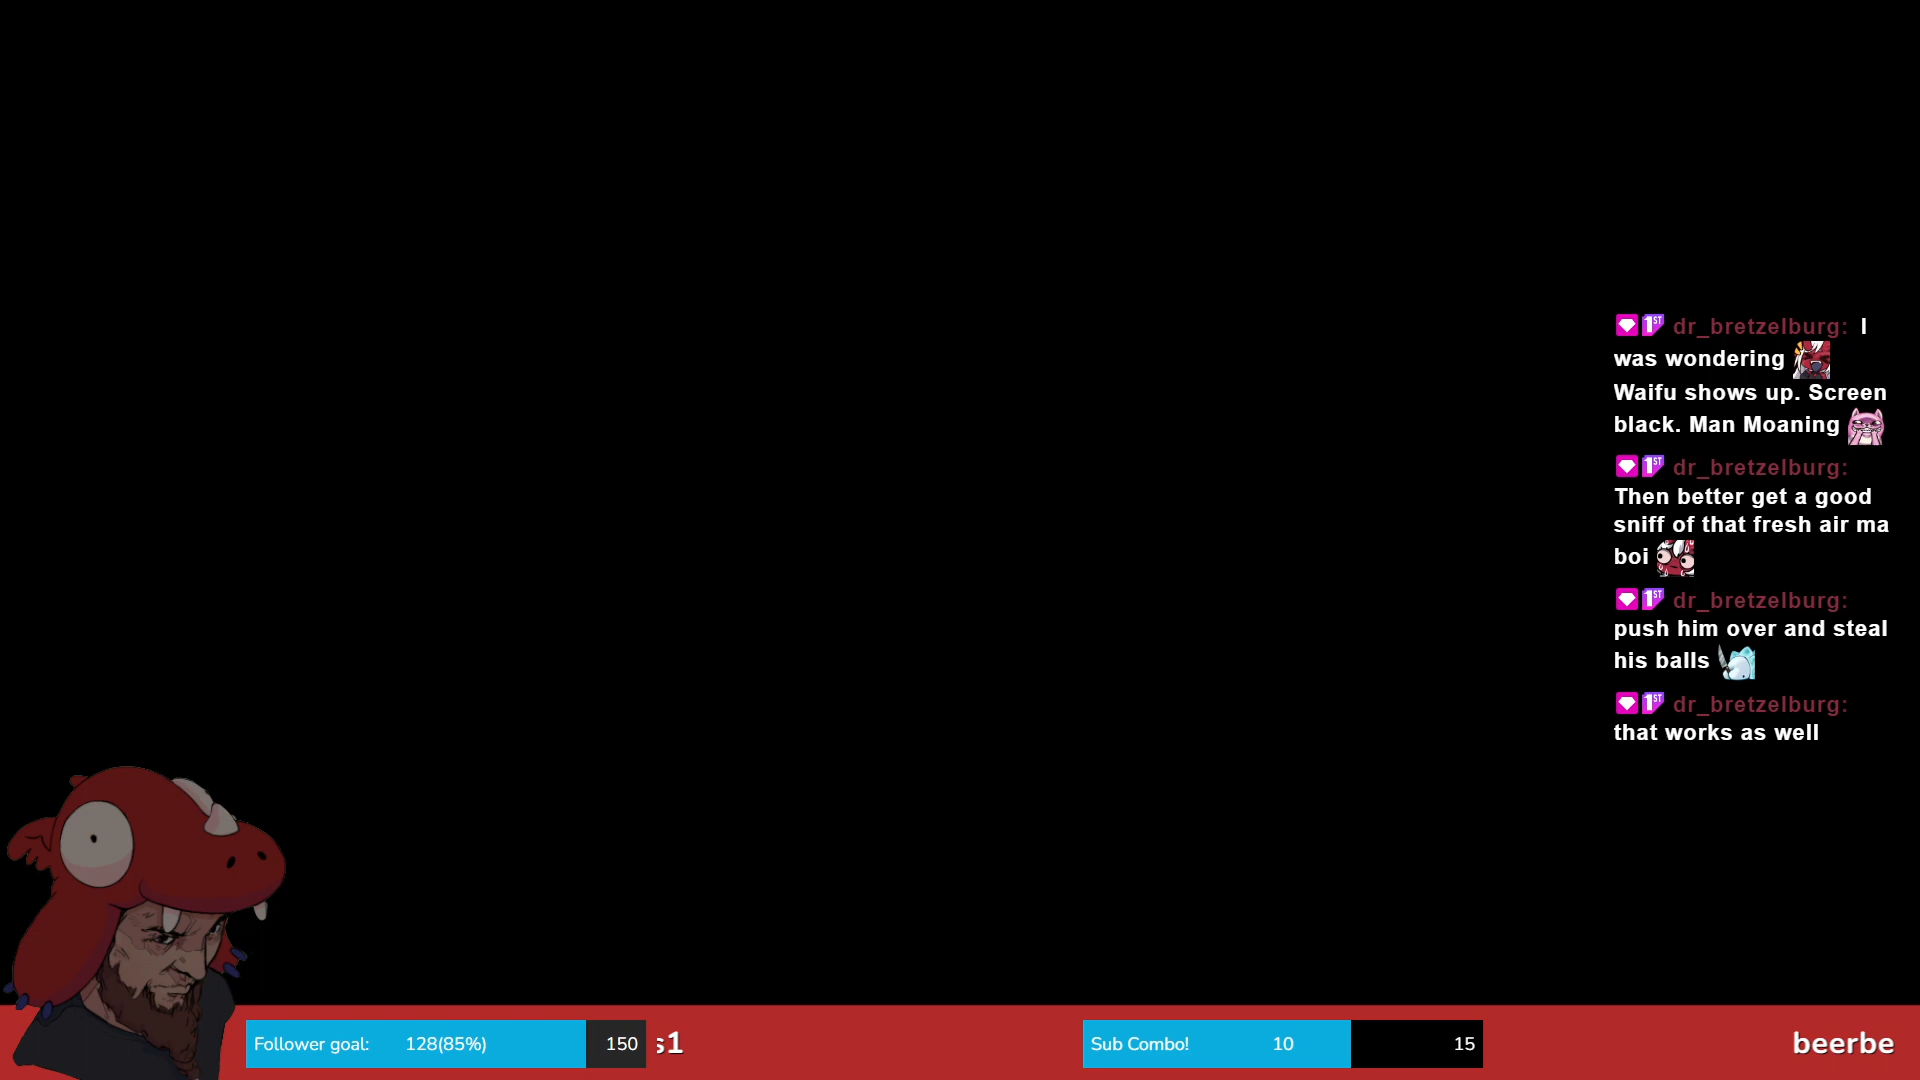 dr_bretzelburg: I
was wondering
Waifu shows up. Screen
black. Man Moaning
dr_bretzelburg:
Then better get a good
sniff of that fresh air ma
boi
dr_bretzelburg:
push him over and steal
his balls
dr_bretzelburg:
that works as well
Follower goal: 128(85%) 150 s1 Sub Combo! 10 15 beerbe